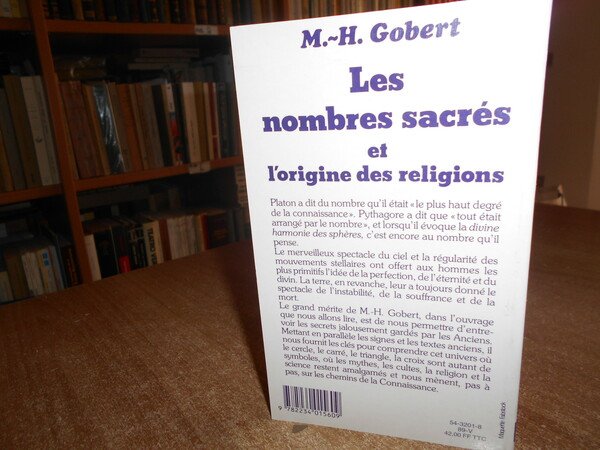 M.~H. Gobert
Les
nombres sacrés
et
l'origine des religions
Platon a dit du nombre qu'il était «le plus haut degré
de la connaissance». Pythagore a dit que «tout était
arrangé par le nombre», et lorsqu'il évoque la divine
harmonie des sphères, c'est encore au nombre qu'il
pense.
Le merveilleux spectacle du ciel et la régularité des
mouvements stellaires ont offert aux hommes les
plus primitifs l'idée de la perfection, de l'éternité et du
divin. La terre, en revanche, leur a toujours donné le
spectacle de l'instabilité, de la souffrance et de la
mort.
Le grand mérite de M.-H. Gobert, dans l'ouvrage
que nous allons lire, est de nous permettre d'entre-
voir les secrets jalousement gardés par les Anciens.
Mettant en parallèle les signes et les textes anciens, il
nous fournit les clés pour comprendre cet univers où
le cercle, le carré, le triangle, la croix sont autant de
symboles, où les mythes, les cultes, la religion et la
science restent amalgamés et nous mènent, pas à
pas, sur les chemins de la Connaissance.
9 782234 015609
54-3201-8
89-V
42,00 FF TTC